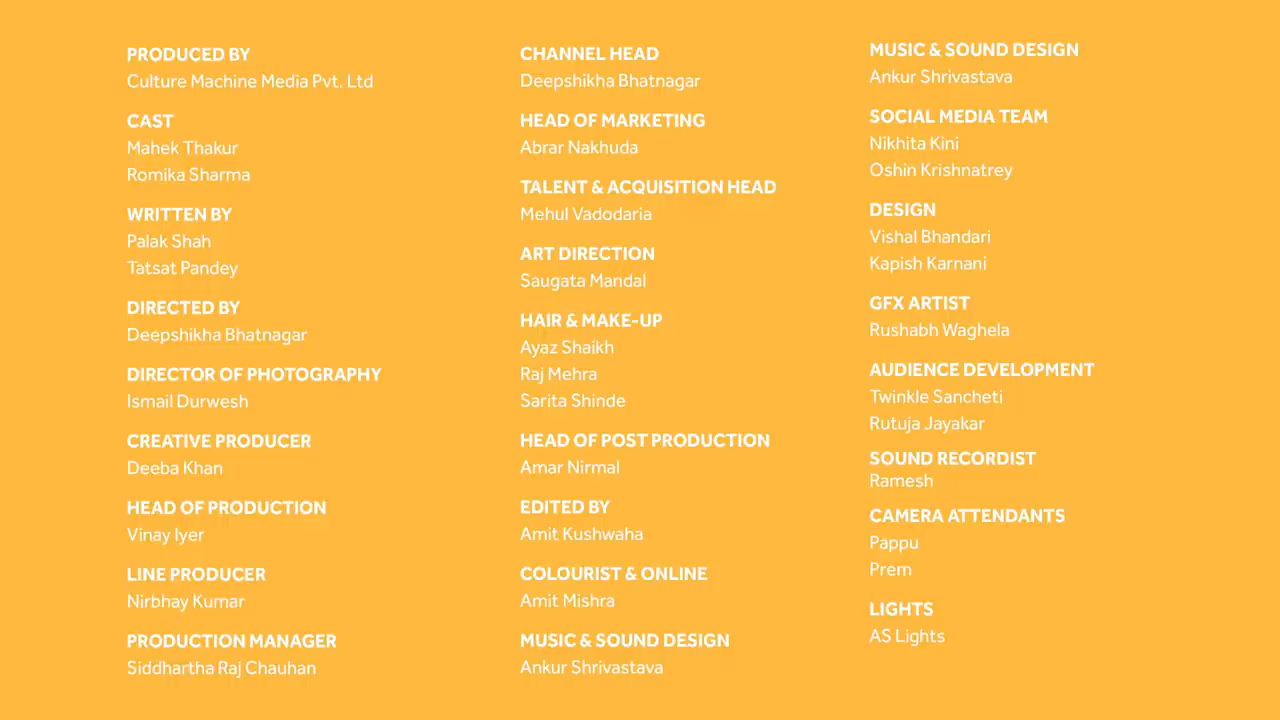 PRODUCED BY
Culture Machine Media Pvt. Ltd
CAST
Mahek Thakur
Romika Sharma
WRITTEN BY
Palak Shah
Tatsat Pandey
DIRECTED BY
Deepshikha Bhatnagar
DIRECTOR OF PHOTOGRAPHY
Ismail Durwesh
CREATIVE PRODUCER
Deeba Khan
HEAD OF PRODUCTION
Vinay Iyer
LINE PRODUCER
Nirbhay Kumar
PRODUCTION MANAGER
Siddhartha Raj Chauhan
CHANNEL HEAD
Deepshikha Bhatnagar
HEAD OF MARKETING
Abrar Nakhuda
TALENT & ACQUISITION HEAD
Mehul Vadodaria
ART DIRECTION
Saugata Mandal
HAIR & MAKE-UP
Ayaz Shaikh
Raj Mehra
Sarita Shinde
HEAD OF POST PRODUCTION
Amar Nirmal
EDITED BY
Amit Kushwaha
COLOURIST & ONLINE
Amit Mishra
MUSIC & SOUND DESIGN
Ankur Shrivastava
MUSIC & SOUND DESIGN
Ankur Shrivastava
SOCIAL MEDIA TEAM
Nikhita Kini
Oshin Krishnatrey
DESIGN
Vishal Bhandari
Kapish Karnani
GFX ARTIST
Rushabh Waghela
AUDIENCE DEVELOPMENT
Twinkle Sancheti
Rutuja Jayakar
SOUND RECORDIST
Ramesh
CAMERA ATTENDANTS
Pappu
Prem
LIGHTS
AS Lights